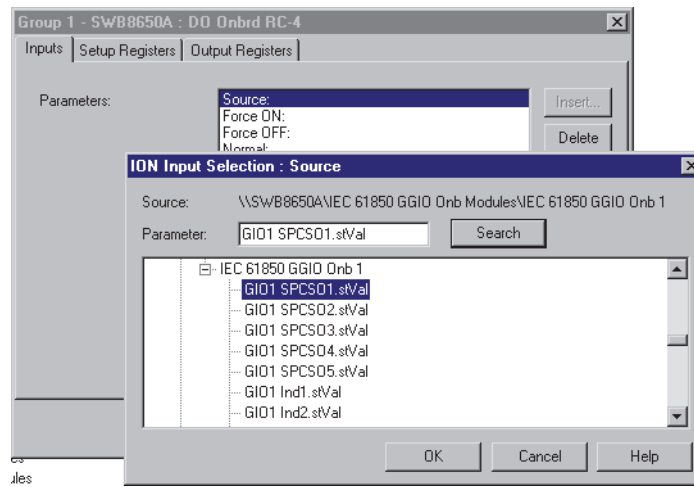 Group 1 - SWB8650A : DO Onbrd RC-4
Inputs Setup Registers Output Registers
Parameters:
Source:
Force ON:
Force OFF:
Normal:
Insert...
Delete
ION Input Selection : Source
Source: \\SWB8650A\IEC 61850 GGIO Onb Modules\IEC 61850 GGIO Onb 1
Parameter: GIO1 SPCSO1.stVal Search
IEC 61850 GGIO Onb 1
GIO1 SPCSO1.stVal
GIO1 SPCSO2.stVal
GIO1 SPCSO3.stVal
GIO1 SPCSO4.stVal
GIO1 SPCSO5.stVal
GIO1 Ind1.stVal
GIO1 Ind2.stVal
OK Cancel Help